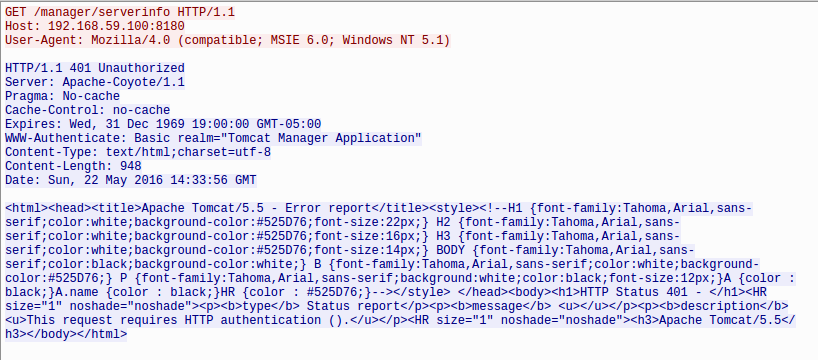 GET /manager/serverinfo HTTP/1.1
Host: 192.168.59.100:8180
User-Agent: Mozilla/4.0 (compatible; MSIE 6.0; Windows NT 5.1)
HTTP/1.1 401 Unauthorized
Server: Apache-Coyote/1.1
Pragma: No-cache
Cache-Control: no-cache
Expires: Wed, 31 Dec 1969 19:00:00 GMT-05:00
WWW-Authenticate: Basic realm="Tomcat Manager Application"
Content-Type: text/html;charset=utf-8
Content-Length: 948
Date: Sun, 22 May 2016 14:33:56 GMT
<html><head><title>Apache Tomcat/5.5 - Error report</title><style><!--H1 {font-family:Tahoma,Arial,sans-
serif;color:white;background-color:#525D76;font-size:22px;} H2 {font-family:Tahoma,Arial,sans-
serif;color:white;background-color:#525D76;font-size:16px;} H3 {font-family:Tahoma,Arial,sans-
serif;color:white;background-color:#525D76;font-size:14px;} BODY {font-family:Tahoma,Arial,sans-
serif;color:black;background-color:white;} B {font-family:Tahoma,Arial,sans-serif;color:white;background-
color:#525D76;} P {font-family:Tahoma,Arial,sans-serif;background:white;color:black;font-size:12px;}A {color :
black;}A.name {color : black;}HR {color : #525D76;}--></style> </head><body><h1>HTTP Status 401 - </h1><HR
size="1" noshade="noshade"><p><b>type</b> Status report</p><p><b>message</b> <u></u></p><p><b>description</b>
<u>This request requires HTTP authentication ().</u></p><HR size="1" noshade="noshade"><h3>Apache Tomcat/5.5</
h3></body></html>